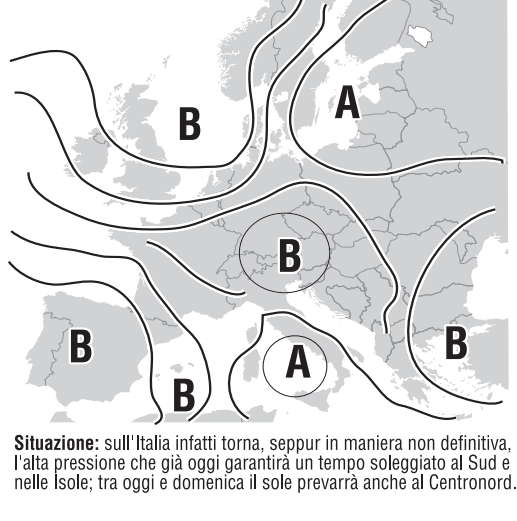 A
B
B
B
B
A
B
Situazione: sull'Italia infatti torna, seppur in maniera non definitiva,
l'alta pressione che già oggi garantirà un tempo soleggiato al Sud e
nelle Isole; tra oggi e domenica il sole prevarrà anche al Centronord.